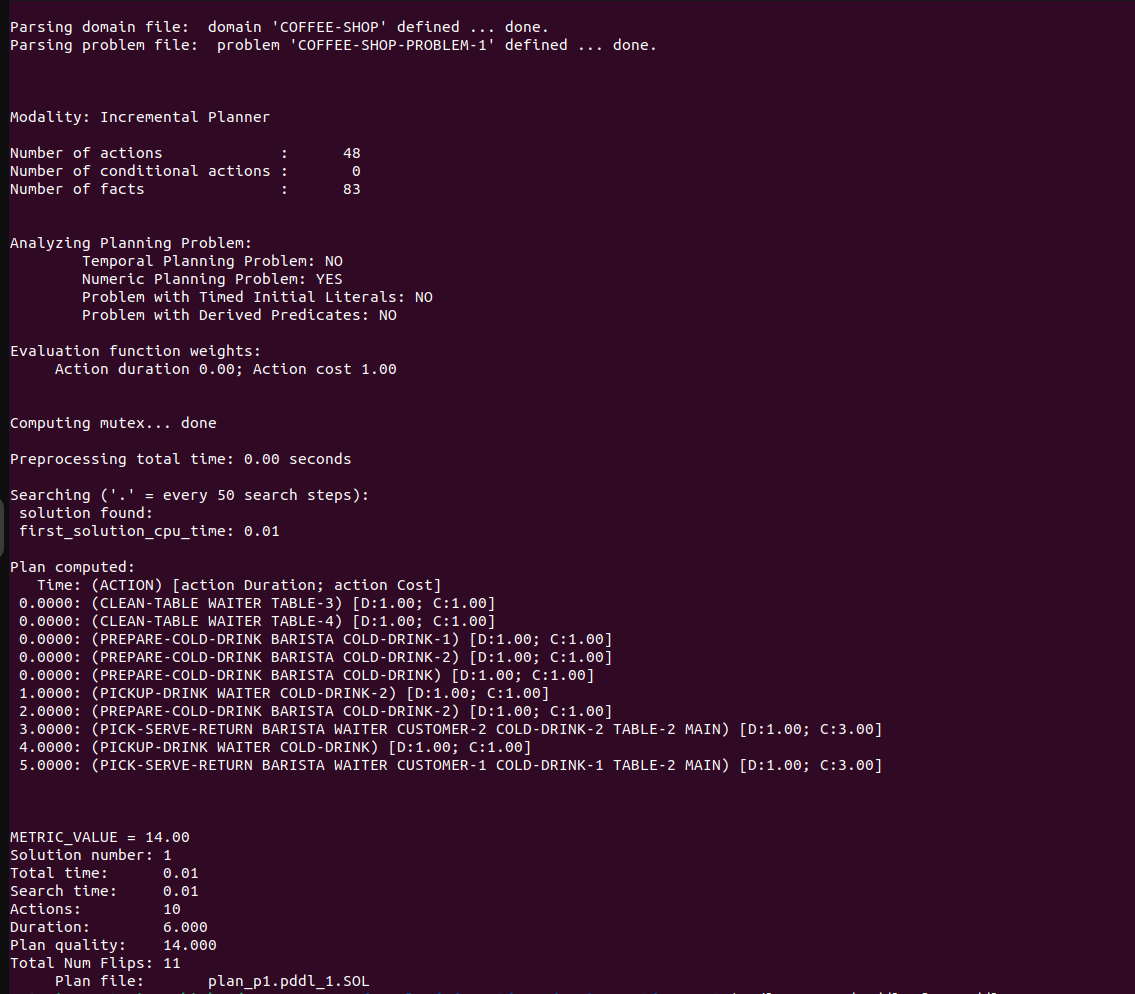 Parsing domain file:  domain 'COFFEE-SHOP' defined ... done.
Parsing problem file:  problem 'COFFEE-SHOP-PROBLEM-1' defined ... done.
Modality: Incremental Planner
Number of actions             :      48
Number of conditional actions :       0
Number of facts               :      83
Analyzing Planning Problem:
        Temporal Planning Problem: NO
        Numeric Planning Problem: YES
        Problem with Timed Initial Literals: NO
        Problem with Derived Predicates: NO
Evaluation function weights:
     Action duration 0.00; Action cost 1.00
Computing mutex... done
Preprocessing total time: 0.00 seconds
Searching ('.' = every 50 search steps):
 solution found:
 first_solution_cpu_time: 0.01
Plan computed:
   Time: (ACTION) [action Duration; action Cost]
 0.0000: (CLEAN-TABLE WAITER TABLE-3) [D:1.00; C:1.00]
 0.0000: (CLEAN-TABLE WAITER TABLE-4) [D:1.00; C:1.00]
 0.0000: (PREPARE-COLD-DRINK BARISTA COLD-DRINK-1) [D:1.00; C:1.00]
 0.0000: (PREPARE-COLD-DRINK BARISTA COLD-DRINK-2) [D:1.00; C:1.00]
 0.0000: (PREPARE-COLD-DRINK BARISTA COLD-DRINK) [D:1.00; C:1.00]
 1.0000: (PICKUP-DRINK WAITER COLD-DRINK-2) [D:1.00; C:1.00]
 2.0000: (PREPARE-COLD-DRINK BARISTA COLD-DRINK-2) [D:1.00; C:1.00]
 3.0000: (PICK-SERVE-RETURN BARISTA WAITER CUSTOMER-2 COLD-DRINK-2 TABLE-2 MAIN) [D:1.00; C:3.00]
 4.0000: (PICKUP-DRINK WAITER COLD-DRINK) [D:1.00; C:1.00]
 5.0000: (PICK-SERVE-RETURN BARISTA WAITER CUSTOMER-1 COLD-DRINK-1 TABLE-2 MAIN) [D:1.00; C:3.00]
METRIC_VALUE = 14.00
Solution number: 1
Total time:      0.01
Search time:     0.01
Actions:         10
Duration:        6.000
Plan quality:    14.000
Total Num Flips: 11
     Plan file:       plan_p1.pddl_1.SOL